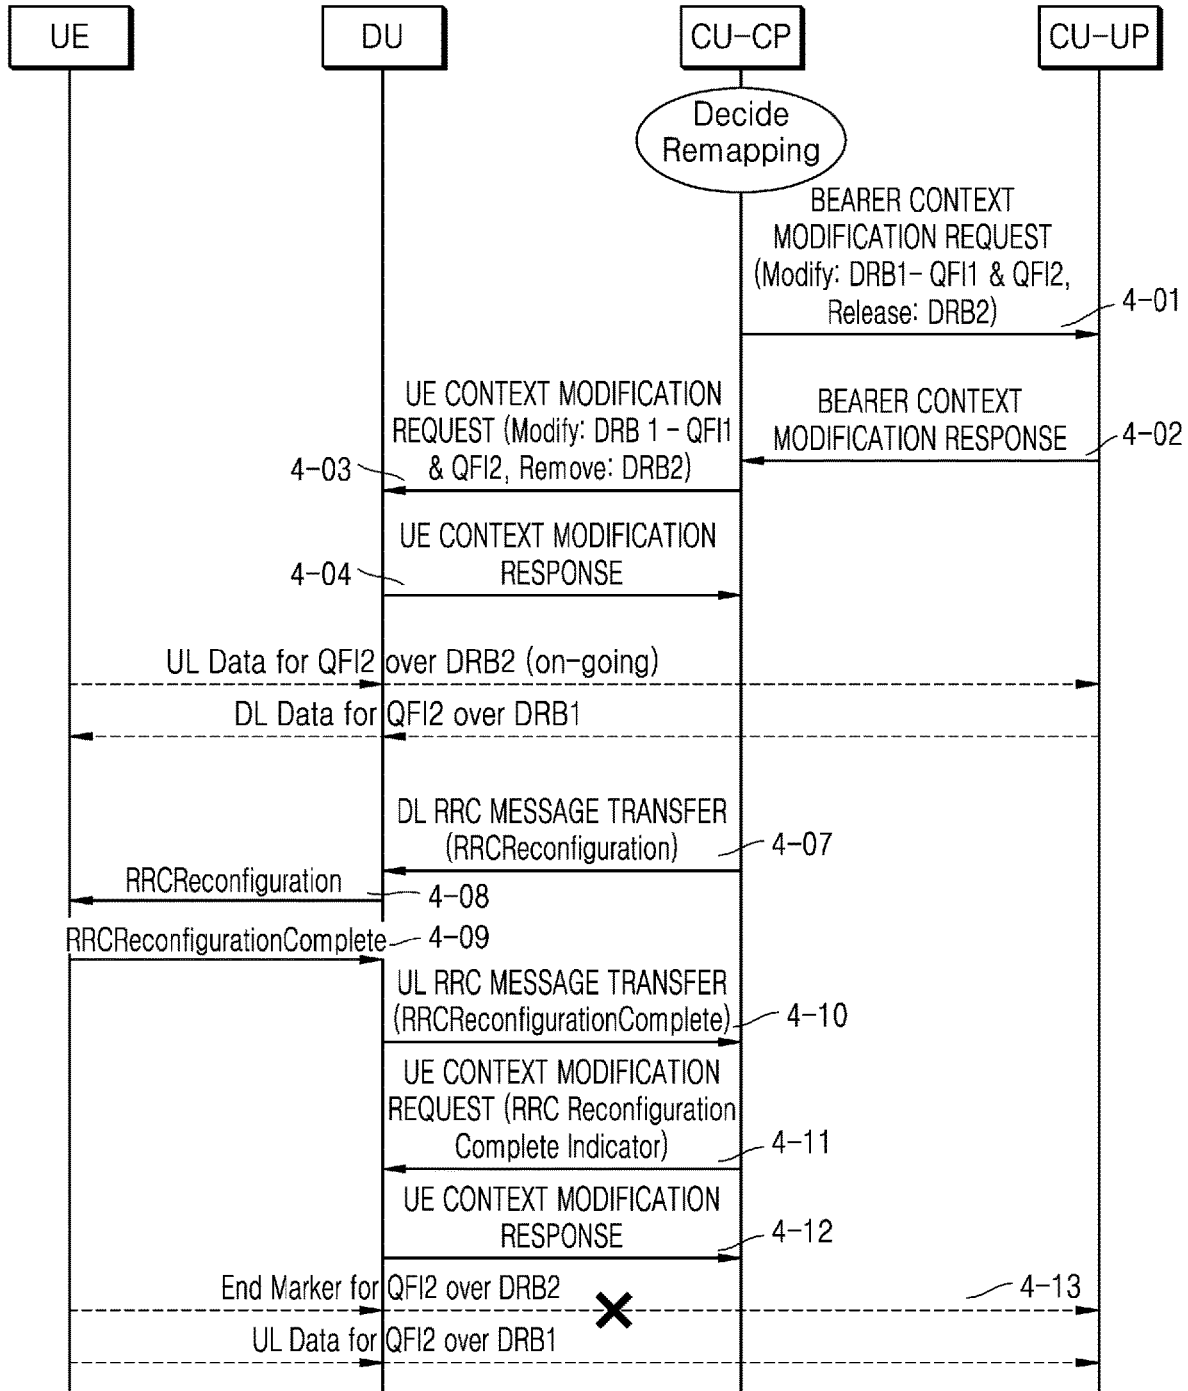 UE
DU
CU-CP
CU-UP
Decide
Remapping
BEARER CONTEXT
MODIFICATION REQUEST
(Modify: DRB1- QFI1 & QFI2,
Release: DRB2)
4-01
UE CONTEXT MODIFICATION
REQUEST (Modify: DRB 1 - QFI1
& QFI2, Remove: DRB2)
4-03
BEARER CONTEXT
MODIFICATION RESPONSE
4-02
UE CONTEXT MODIFICATION
RESPONSE
4-04
UL Data for QFI2 over DRB2 (on-going)
DL Data for QFI2 over DRB1
DL RRC MESSAGE TRANSFER
(RRCReconfiguration)
4-07
RRCReconfiguration
4-08
RRCReconfigurationComplete
4-09
UL RRC MESSAGE TRANSFER
(RRCReconfigurationComplete)
4-10
UE CONTEXT MODIFICATION
REQUEST (RRC Reconfiguration
Complete Indicator)
4-11
UE CONTEXT MODIFICATION
RESPONSE
4-12
End Marker for QFI2 over DRB2
4-13
UL Data for QFI2 over DRB1